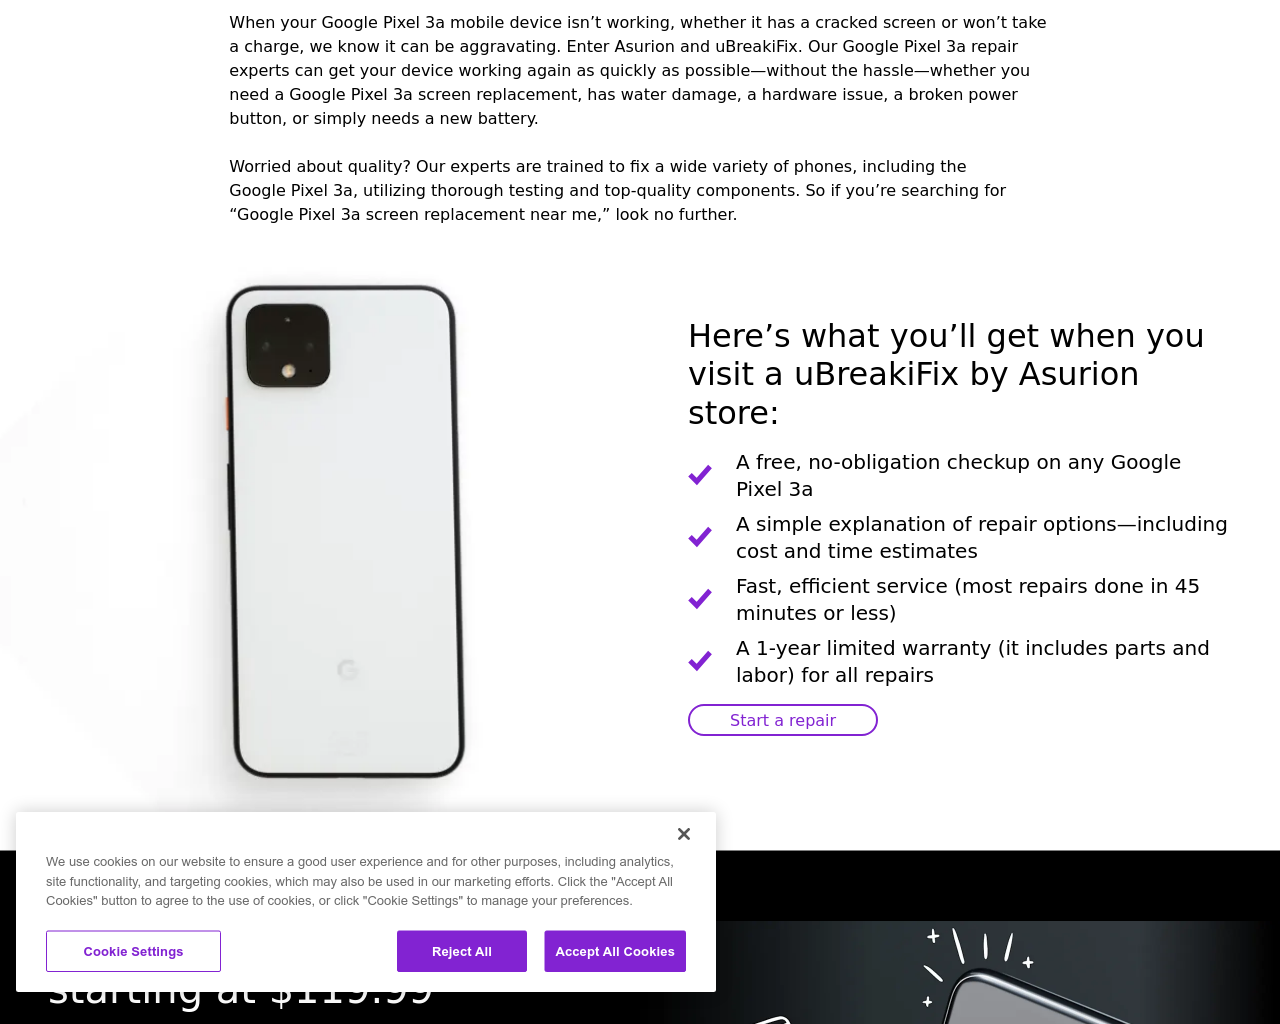 When your Google Pixel 3a mobile device isn’t working, whether it has a cracked screen or won’t take
a charge, we know it can be aggravating. Enter Asurion and uBreakiFix. Our Google Pixel 3a repair
experts can get your device working again as quickly as possible—without the hassle—whether you
need a Google Pixel 3a screen replacement, has water damage, a hardware issue, a broken power
button, or simply needs a new battery.
Worried about quality? Our experts are trained to fix a wide variety of phones, including the
Google Pixel 3a, utilizing thorough testing and top-quality components. So if you’re searching for
“Google Pixel 3a screen replacement near me,” look no further.
G
Here’s what you’ll get when you
visit a uBreakiFix by Asurion
store:
A free, no-obligation checkup on any Google
Pixel 3a
A simple explanation of repair options—including
cost and time estimates
Fast, efficient service (most repairs done in 45
minutes or less)
A 1-year limited warranty (it includes parts and
labor) for all repairs
Start a repair
We use cookies on our website to ensure a good user experience and for other purposes, including analytics,
site functionality, and targeting cookies, which may also be used in our marketing efforts. Click the "Accept All
Cookies" button to agree to the use of cookies, or click "Cookie Settings" to manage your preferences.
Cookie Settings
Reject All
Accept All Cookies
starting at $119.99